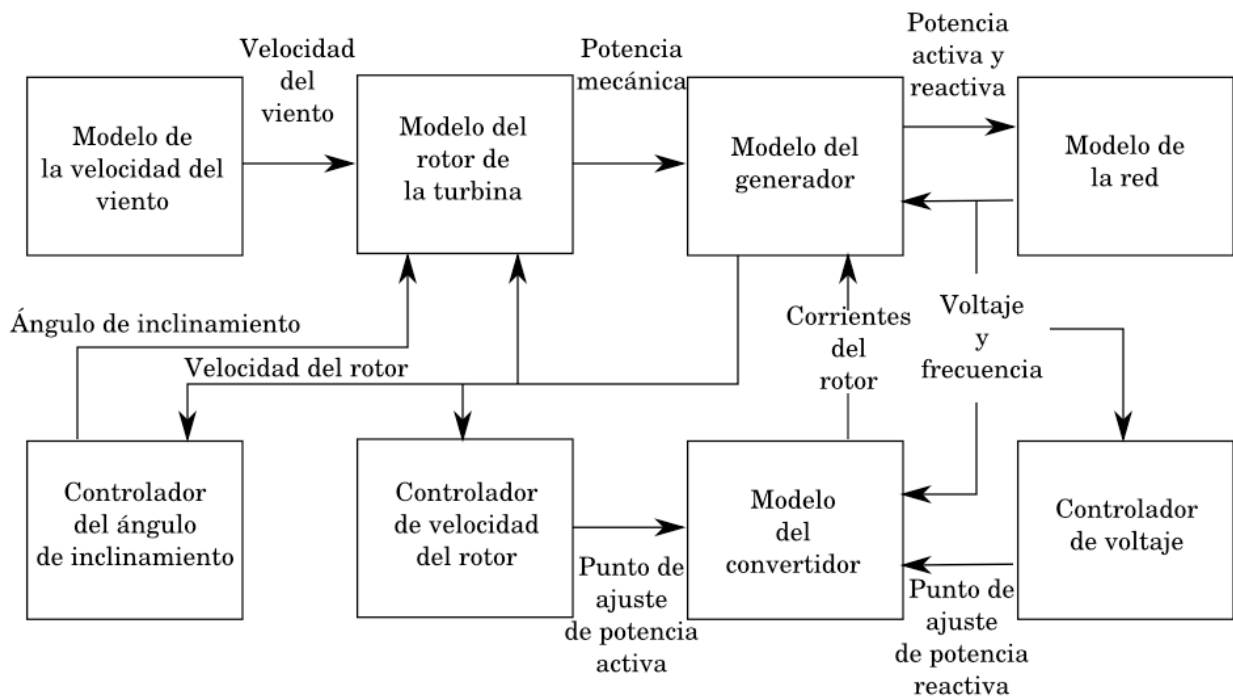 Velocidad
del
viento
Potencia
mecánica
Potencia
activa y
reactiva
Modelo de
la velocidad del
viento
Modelo del
rotor de
la turbina
Modelo del
generador
Modelo de
la red
Ángulo de inclinamiento
Velocidad del rotor
Corrientes
del
rotor
Voltaje
y
frecuencia
Controlador
del ángulo
de inclinamiento
Controlador
de velocidad
del rotor
Modelo
del
convertidor
Controlador
de voltaje
Punto de
ajuste
de potencia
activa
Punto de
ajuste
de potencia
reactiva